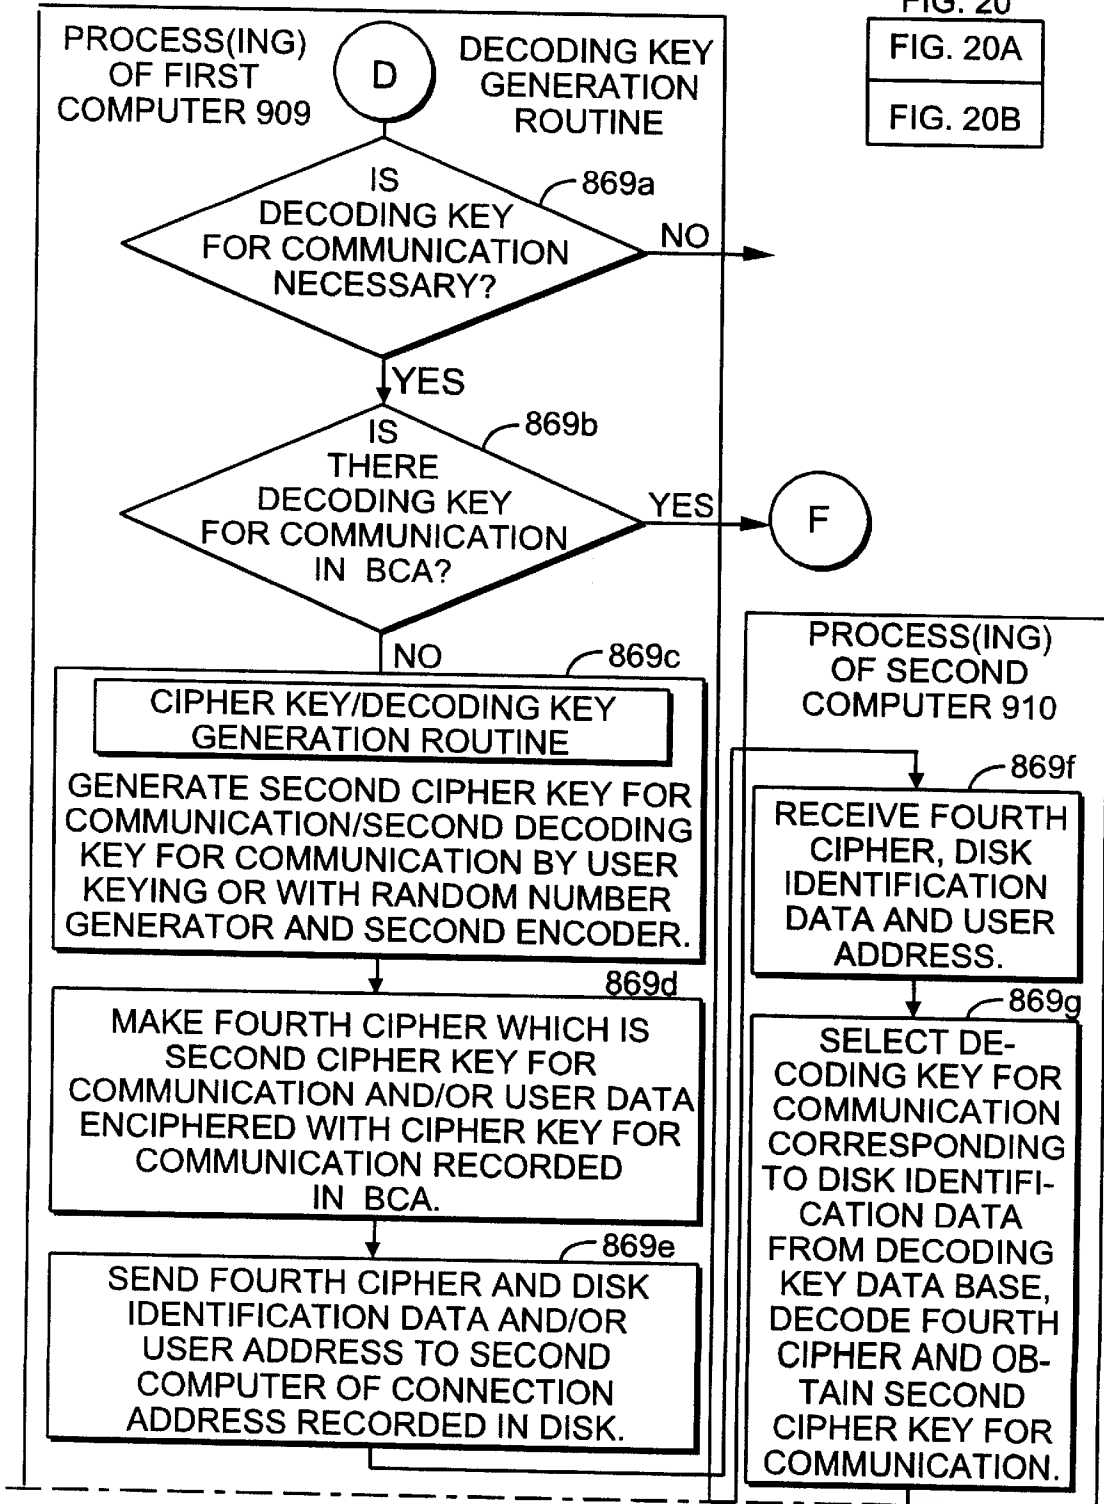 FIG. 20
FIG. 20A
FIG. 20B
PROCESS(ING)
OF FIRST
COMPUTER 909
D
DECODING KEY
GENERATION
ROUTINE
869a
IS
DECODING KEY
FOR COMMUNICATION
NECESSARY?
NO
YES
869b
IS
THERE
DECODING KEY
FOR COMMUNICATION
IN BCA?
YES
F
NO
869c
CIPHER KEY/DECODING KEY
GENERATION ROUTINE
GENERATE SECOND CIPHER KEY FOR
COMMUNICATION/SECOND DECODING
KEY FOR COMMUNICATION BY USER
KEYING OR WITH RANDOM NUMBER
GENERATOR AND SECOND ENCODER.
869d
MAKE FOURTH CIPHER WHICH IS
SECOND CIPHER KEY FOR
COMMUNICATION AND/OR USER DATA
ENCIPHERED WITH CIPHER KEY FOR
COMMUNICATION RECORDED
IN BCA.
869e
SEND FOURTH CIPHER AND DISK
IDENTIFICATION DATA AND/OR
USER ADDRESS TO SECOND
COMPUTER OF CONNECTION
ADDRESS RECORDED IN DISK.
PROCESS(ING)
OF SECOND
COMPUTER 910
869f
RECEIVE FOURTH
CIPHER, DISK
IDENTIFICATION
DATA AND USER
ADDRESS.
869g
SELECT DE-
CODING KEY FOR
COMMUNICATION
CORRESPONDING
TO DISK IDENTIFI-
CATION DATA
FROM DECODING
KEY DATA BASE,
DECODE FOURTH
CIPHER AND OB-
TAIN SECOND
CIPHER KEY FOR
COMMUNICATION.